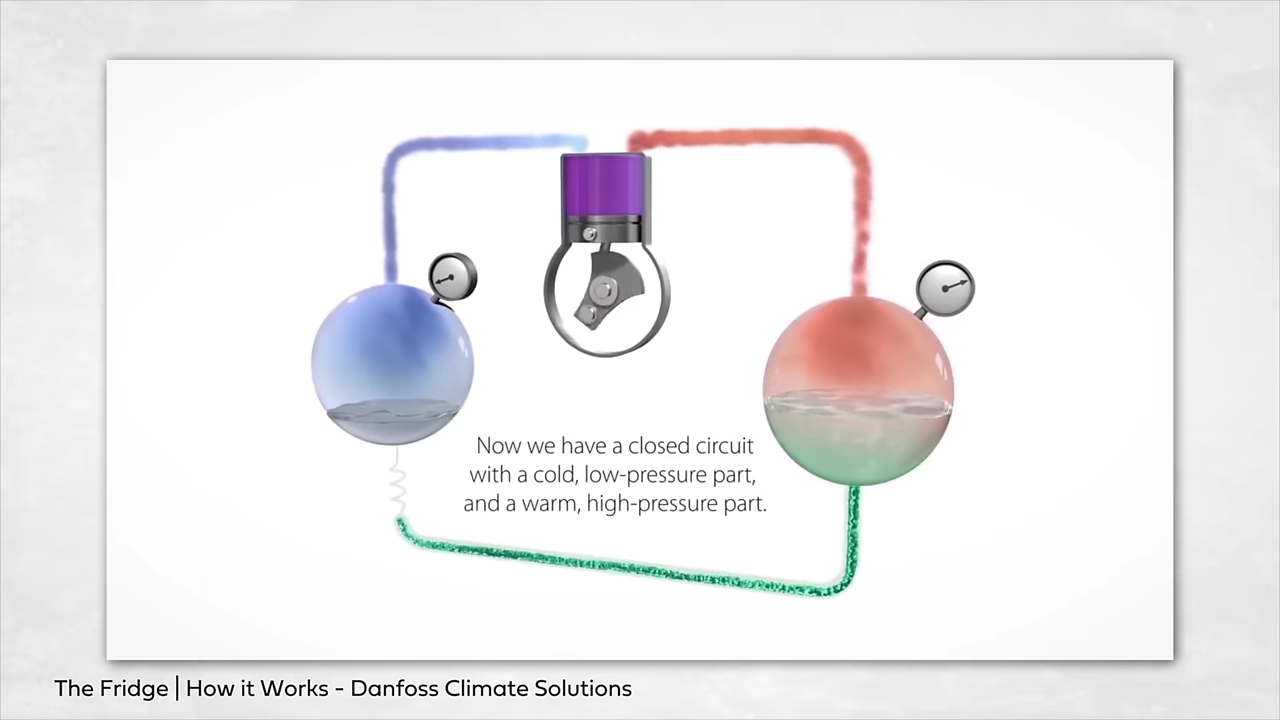 Now we have a closed circuit
with a cold, low-pressure part,
and a warm, high-pressure part.
The Fridge | How it Works - Danfoss Climate Solutions